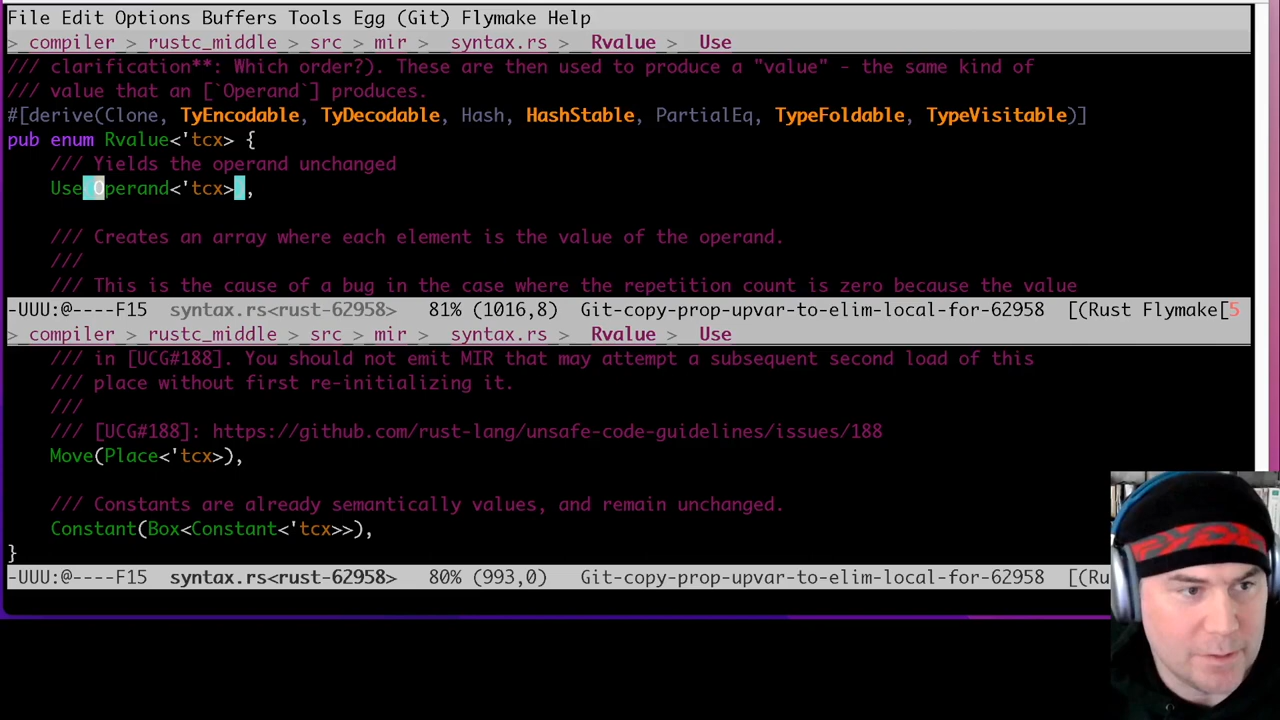 File Edit Options Buffers Tools Egg (Git) Flymake Help
> compiler > rustc_middle > src > mir > syntax.rs > Rvalue > Use
/// clarification**: Which order?). These are then used to produce a "value" - the same kind of
/// value that an [`Operand`] produces.
#[derive(Clone, TyEncodable, TyDecodable, Hash, HashStable, PartialEq, TypeFoldable, TypeVisitable)]
pub enum Rvalue<'tcx> {
/// Yields the operand unchanged
Use(Operand<'tcx>),
/// Creates an array where each element is the value of the operand.
///
/// This is the cause of a bug in the case where the repetition count is zero because the value
-UUU:@----F15 syntax.rs<rust-62958> 81% (1016,8) Git-copy-prop-upvar-to-elim-local-for-62958 [(Rust Flymake[5
> compiler > rustc_middle > src > mir > syntax.rs > Rvalue > Use
/// in [UCG#188]. You should not emit MIR that may attempt a subsequent second load of this
/// place without first re-initializing it.
///
/// [UCG#188]: https://github.com/rust-lang/unsafe-code-guidelines/issues/188
Move(Place<'tcx>),
/// Constants are already semantically values, and remain unchanged.
Constant(Box<Constant<'tcx>>),
}
-UUU:@----F15 syntax.rs<rust-62958> 80% (993,0) Git-copy-prop-upvar-to-elim-local-for-62958 [(Ru